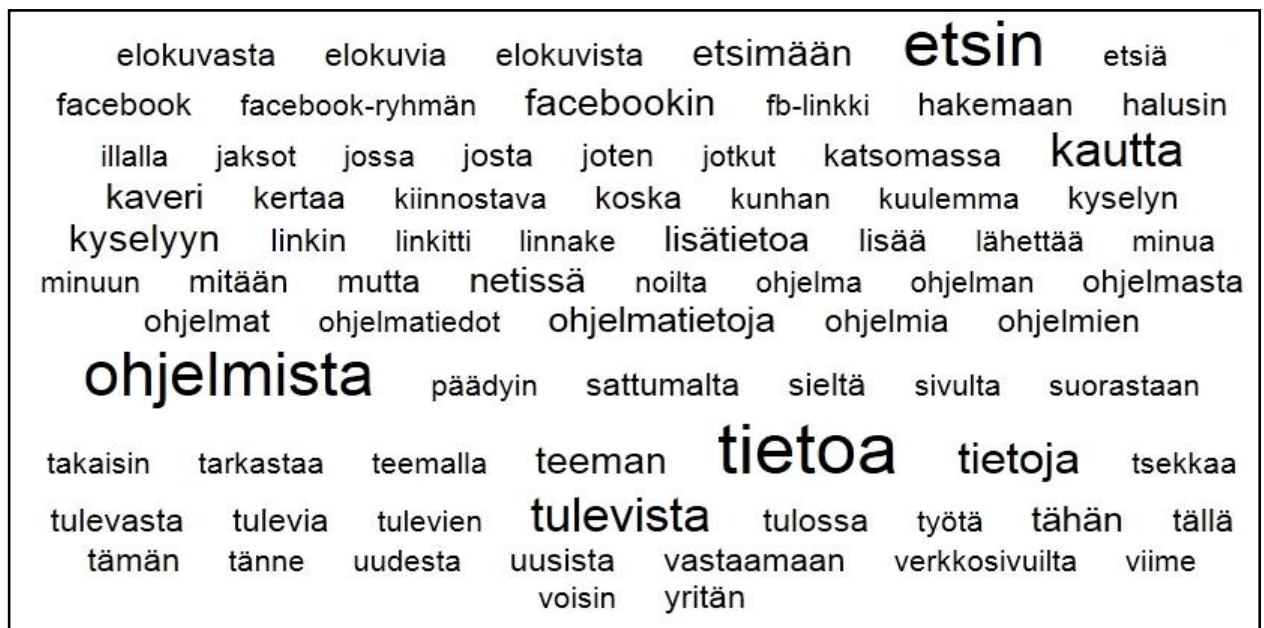 elokuvasta elokuvia elokuvista etsimään etsin etsiä
facebook facebook-ryhmän facebookin fb-linkki hakemaan halusin
illalla jaksot jossa josta joten jotkut katsomassa kautta
kaveri kertaa kiinnostava koska kunhan kuulemma kyselyn
kyselyyn linkin linkitti linnake lisätietoa lisää lähettää minua
minuun mitään mutta netissä noilta ohjelma ohjelman ohjelmasta
ohjelmat ohjelmatiedot ohjelmatietoja ohjelmia ohjelmien
ohjelmista päädyin sattumalta sieltä sivulta suorastaan
takaisin tarkastaa teemalla teeman tietoa tietoja tsekkaa
tulevasta tulevia tulevien tulevista tulossa työtä tähän tällä
tämän tänne uudesta uusista vastaamaan verkkosivuilta viime
voisin yritän